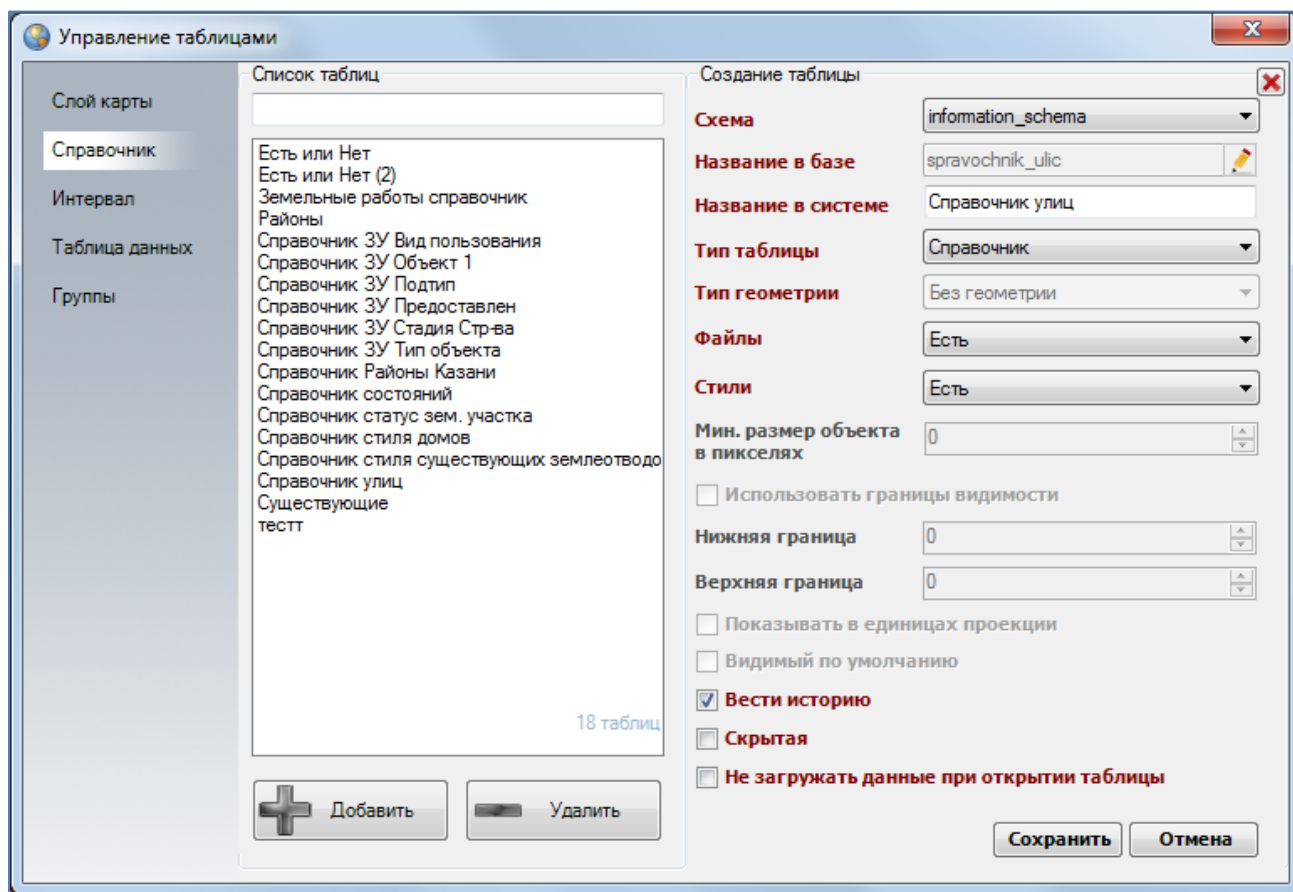 Управление таблицами
Слой карты
Справочник
Интервал
Таблица данных
Группы
Список таблиц
Есть или Нет
Есть или Нет (2)
Земельные работы справочник
Районы
Справочник ЗУ Вид пользования
Справочник ЗУ Объект 1
Справочник ЗУ Подтип
Справочник ЗУ Предоставлен
Справочник ЗУ Стадия Стр-ва
Справочник ЗУ Тип объекта
Справочник Районы Казани
Справочник состояний
Справочник статус зем. участка
Справочник стиля домов
Справочник стиля существующих землеотводо
Справочник улиц
Существующие
тестт
18 таблиц
Добавить
Удалить
Создание таблицы
Схема information_schema
Название в базе spravochnik_ulic
Название в системе Справочник улиц
Тип таблицы Справочник
Тип геометрии Без геометрии
Файлы Есть
Стили Есть
Мин. размер объекта
в пикселях 0
Использовать границы видимости
Нижняя граница 0
Верхняя граница 0
Показывать в единицах проекции
Видимый по умолчанию
Вести историю
Скрытая
Не загружать данные при открытии таблицы
Сохранить
Отмена